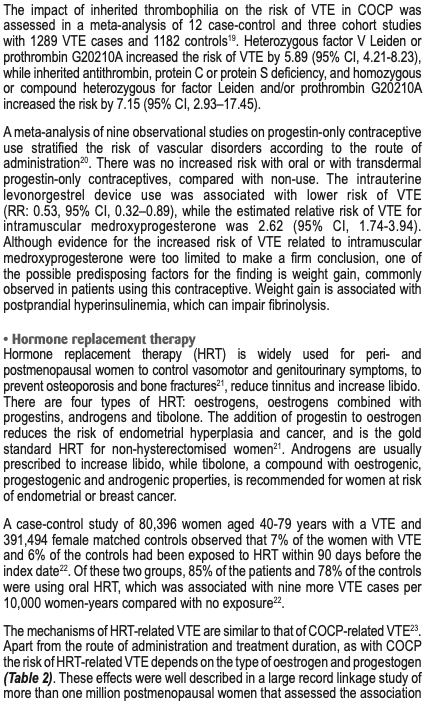 The impact of inherited thrombophilia on the risk of VTE in COCP was
assessed in a meta-analysis of 12 case-control and three cohort studies
with 1289 VTE cases and 1182 controls¹⁹. Heterozygous factor V Leiden or
prothrombin G20210A increased the risk of VTE by 5.89 (95% CI, 4.21-8.23),
while inherited antithrombin, protein C or protein S deficiency, and homozygous
or compound heterozygous for factor Leiden and/or prothrombin G20210A
increased the risk by 7.15 (95% CI, 2.93–17.45).

A meta-analysis of nine observational studies on progestin-only contraceptive
use stratified the risk of vascular disorders according to the route of
administration²⁰. There was no increased risk with oral or with transdermal
progestin-only contraceptives, compared with non-use. The intrauterine
levonorgestrel device use was associated with lower risk of VTE
(RR: 0.53, 95% CI, 0.32–0.89), while the estimated relative risk of VTE for
intramuscular medroxyprogesterone was 2.62 (95% CI, 1.74-3.94).
Although evidence for the increased risk of VTE related to intramuscular
medroxyprogesterone were too limited to make a firm conclusion, one of
the possible predisposing factors for the finding is weight gain, commonly
observed in patients using this contraceptive. Weight gain is associated with
postprandial hyperinsulinemia, which can impair fibrinolysis.

• Hormone replacement therapy
Hormone replacement therapy (HRT) is widely used for peri- and
postmenopausal women to control vasomotor and genitourinary symptoms, to
prevent osteoporosis and bone fractures²¹, reduce tinnitus and increase libido.
There are four types of HRT: oestrogens, oestrogens combined with
progestins, androgens and tibolone. The addition of progestin to oestrogen
reduces the risk of endometrial hyperplasia and cancer, and is the gold
standard HRT for non-hysterectomised women²¹. Androgens are usually
prescribed to increase libido, while tibolone, a compound with oestrogenic,
progestogenic and androgenic properties, is recommended for women at risk
of endometrial or breast cancer.

A case-control study of 80,396 women aged 40-79 years with a VTE and
391,494 female matched controls observed that 7% of the women with VTE
and 6% of the controls had been exposed to HRT within 90 days before the
index date²². Of these two groups, 85% of the patients and 78% of the controls
were using oral HRT, which was associated with nine more VTE cases per
10,000 women-years compared with no exposure²².

The mechanisms of HRT-related VTE are similar to that of COCP-related VTE²³.
Apart from the route of administration and treatment duration, as with COCP
the risk of HRT-related VTE depends on the type of oestrogen and progestogen
(Table 2). These effects were well described in a large record linkage study of
more than one million postmenopausal women that assessed the association